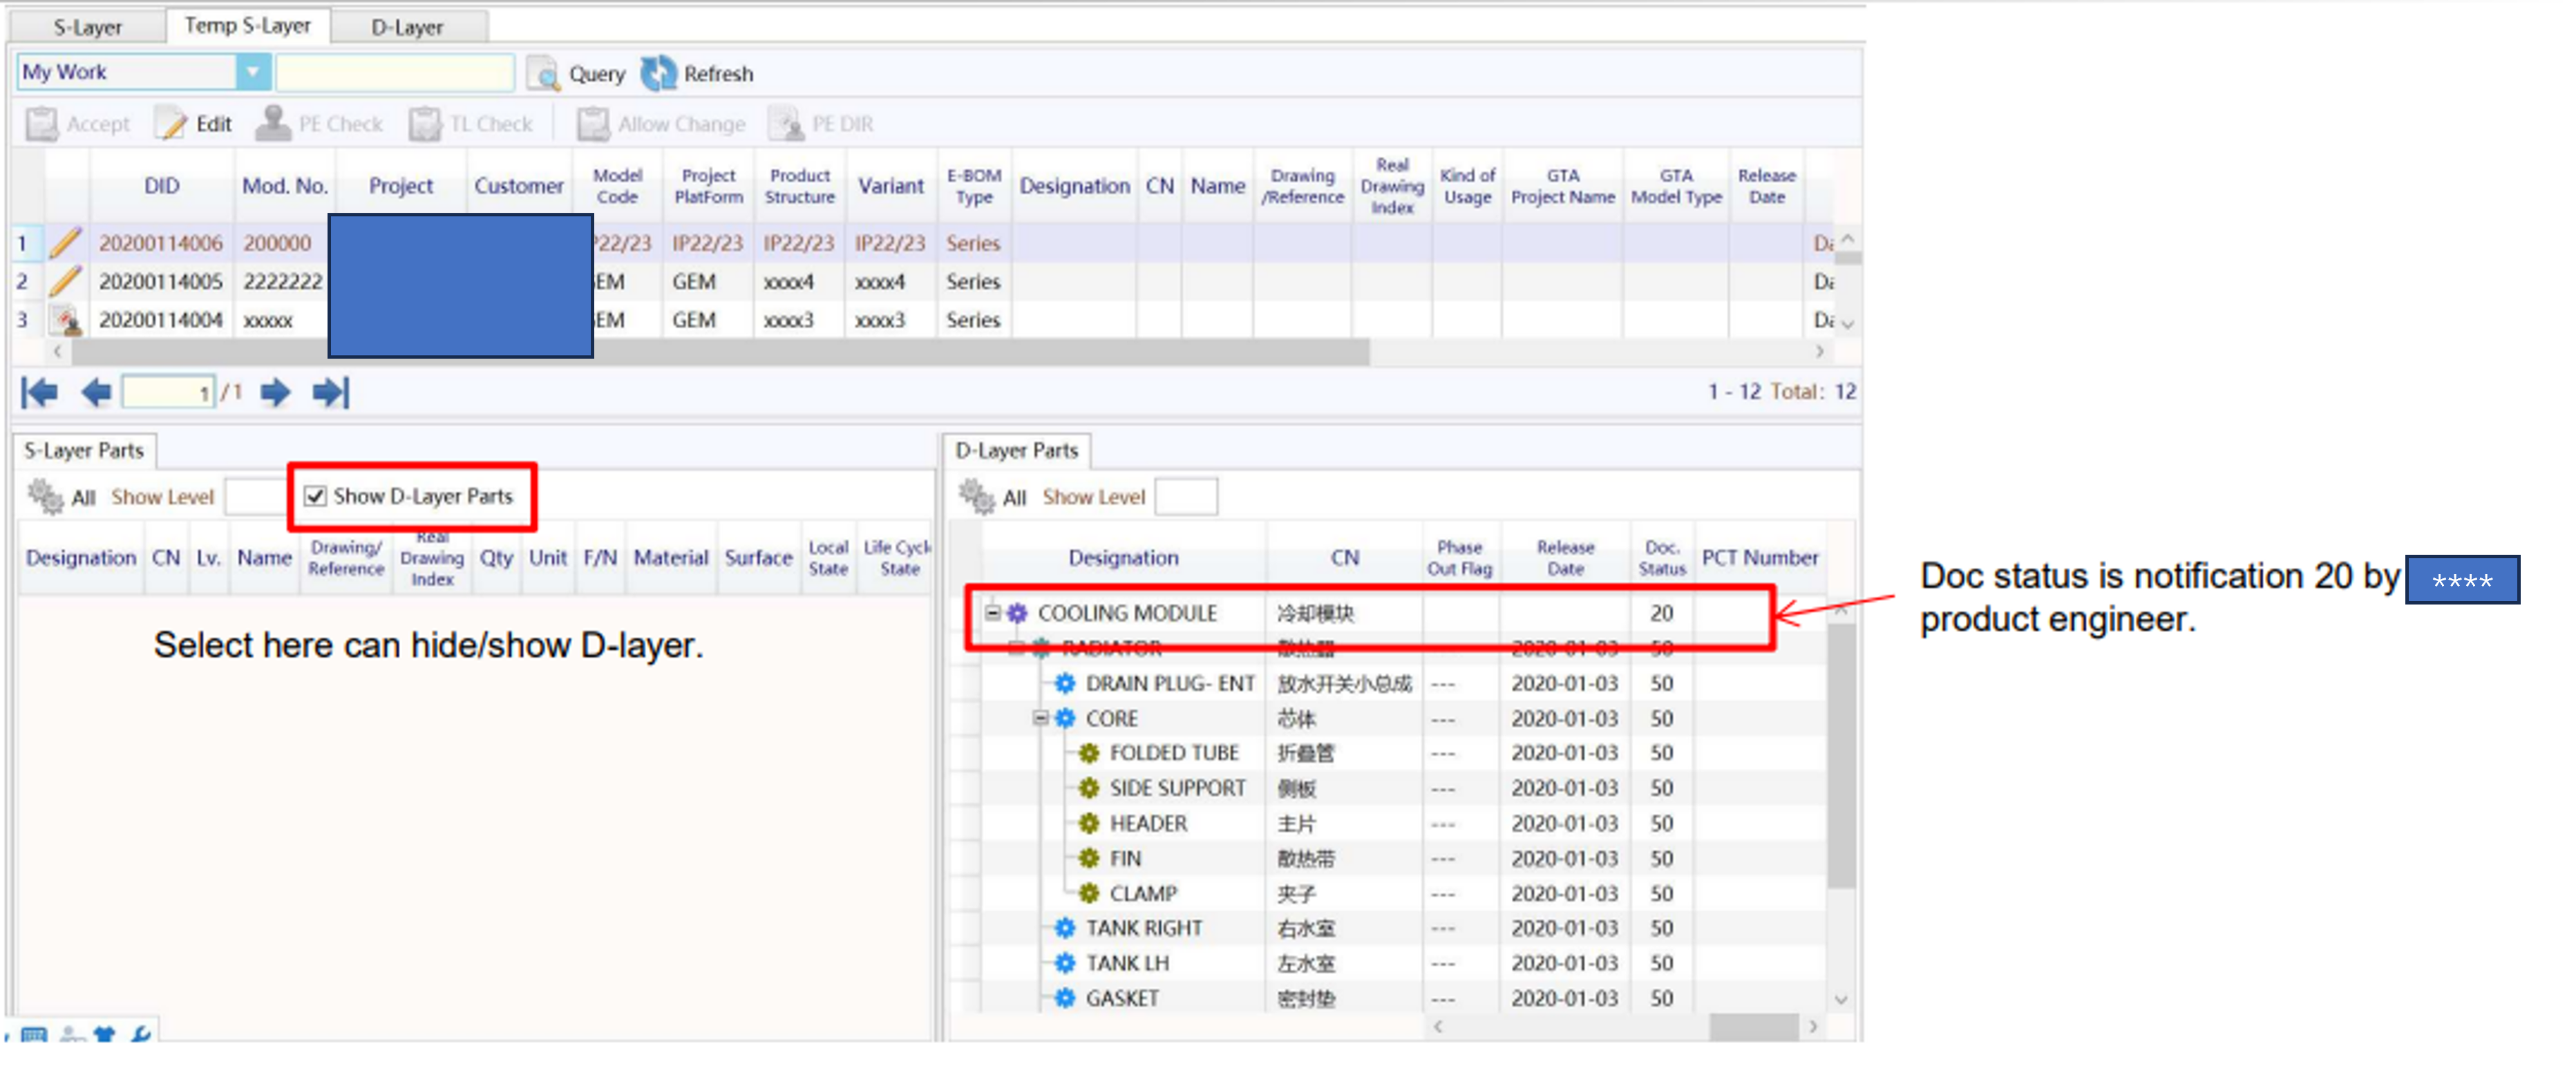 S-Layer Temp S-Layer D-Layer
My Work Query Refresh
Accept Edit PE Check TL Check Allow Change PE DIR
DID Mod. No. Project Customer Model Code Project PlatForm Product Structure Variant E-BOM Type Designation CN Name Drawing /Reference Real Drawing Index Kind of Usage GTA Project Name GTA Model Type Release Date
1 20200114006 200000 P22/23 IP22/23 IP22/23 IP22/23 Series Da
2 20200114005 2222222 EM GEM xxxx4 xxxx4 Series Da
3 20200114004 xxxxx EM GEM xxxx3 xxxx3 Series Da
1 /1 1 - 12 Total: 12
S-Layer Parts
All Show Level Show D-Layer Parts
Designation CN Lv. Name Drawing/ Reference Real Drawing Index Qty Unit F/N Material Surface Local State Life Cycl State
Select here can hide/show D-layer.
D-Layer Parts
All Show Level
Designation CN Phase Out Flag Release Date Doc. Status PCT Number
COOLING MODULE 冷却模块 20
RADIATOR 散热器 2020-01-03 50
DRAIN PLUG- ENT 放水开关小总成 --- 2020-01-03 50
CORE 芯体 --- 2020-01-03 50
FOLDED TUBE 折叠管 --- 2020-01-03 50
SIDE SUPPORT 侧板 --- 2020-01-03 50
HEADER 主片 --- 2020-01-03 50
FIN 散热带 --- 2020-01-03 50
CLAMP 夹子 --- 2020-01-03 50
TANK RIGHT 右水室 --- 2020-01-03 50
TANK LH 左水室 --- 2020-01-03 50
GASKET 密封垫 --- 2020-01-03 50
Doc status is notification 20 by ****
product engineer.